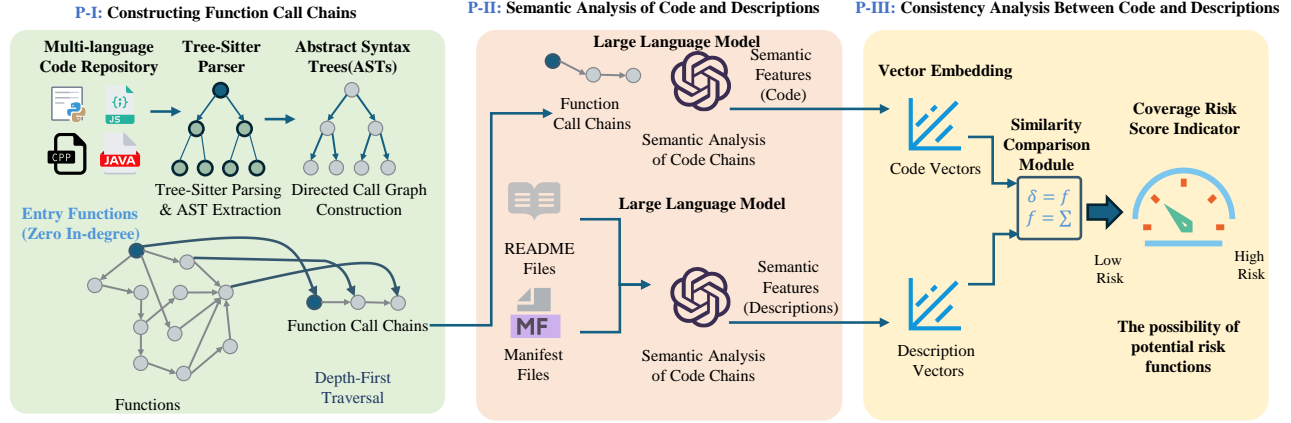 P-I: Constructing Function Call Chains
Multi-language
Code Repository
Tree-Sitter
Parser
Abstract Syntax
Trees(ASTs)
{;}
JS
CPP
JAVA
Tree-Sitter Parsing
& AST Extraction
Directed Call Graph
Construction
Entry Functions
(Zero In-degree)
Function Call Chains
Depth-First
Traversal
Functions
P-II: Semantic Analysis of Code and Descriptions
Large Language Model
Function
Call Chains
Semantic
Features
(Code)
Semantic Analysis
of Code Chains
Large Language Model
README
Files
MF
Manifest
Files
Semantic
Features
(Descriptions)
Semantic Analysis
of Code Chains
P-III: Consistency Analysis Between Code and Descriptions
Vector Embedding
Code Vectors
Similarity
Comparison
Module
δ = f
f = Σ
Description
Vectors
Coverage Risk
Score Indicator
Low
Risk
High
Risk
The possibility of
potential risk
functions